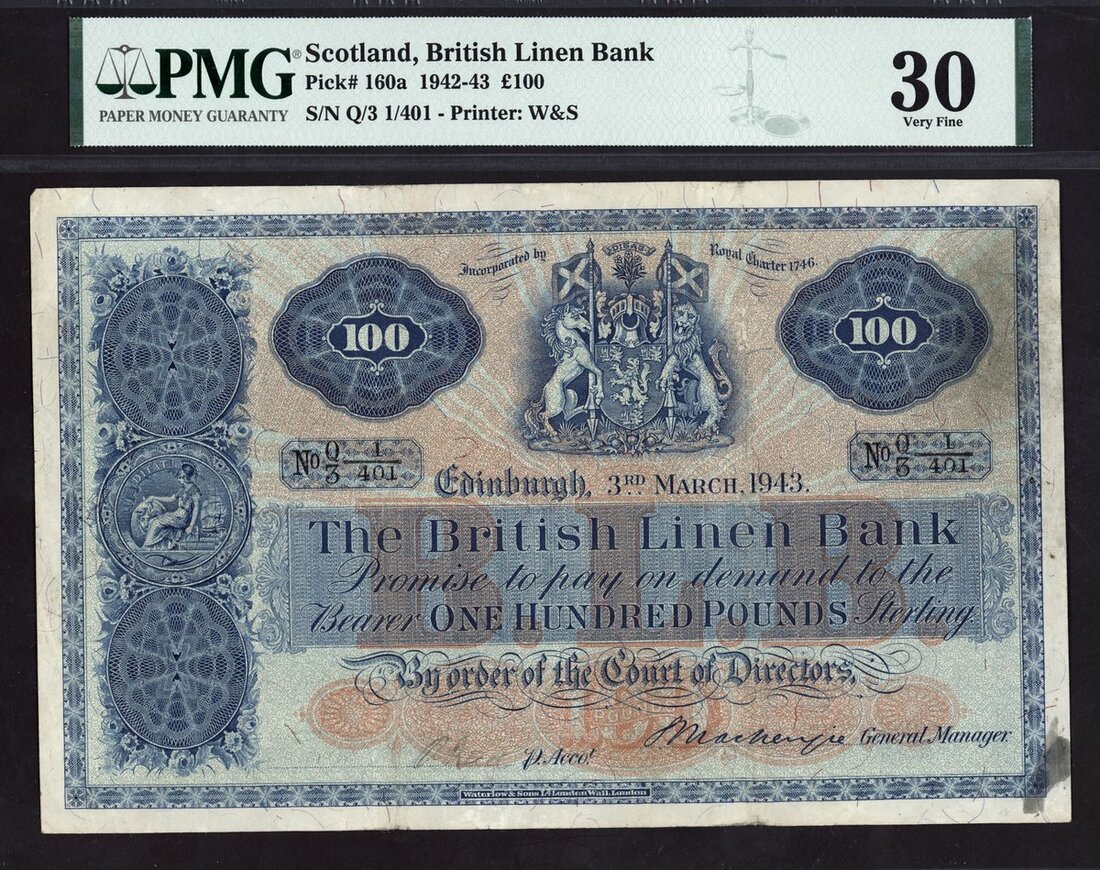 PMG®
PAPER MONEY GUARANTY
Scotland, British Linen Bank
Pick# 160a 1942-43 £100
S/N Q/3 1/401 - Printer: W&S
30
Very Fine
Incorporated by
Royal Charter 1746.
100
100
No Q/3 1/401
No Q/3 1/401
Edinburgh, 3RD MARCH, 1943.
B.L.B.
The British Linen Bank
Promise to pay on demand to the
Bearer ONE HUNDRED POUNDS Sterling.
By order of the Court of Directors,
Mackenzie General Manager
P. Acct.
Waterlow & Sons Ld London Wall, London